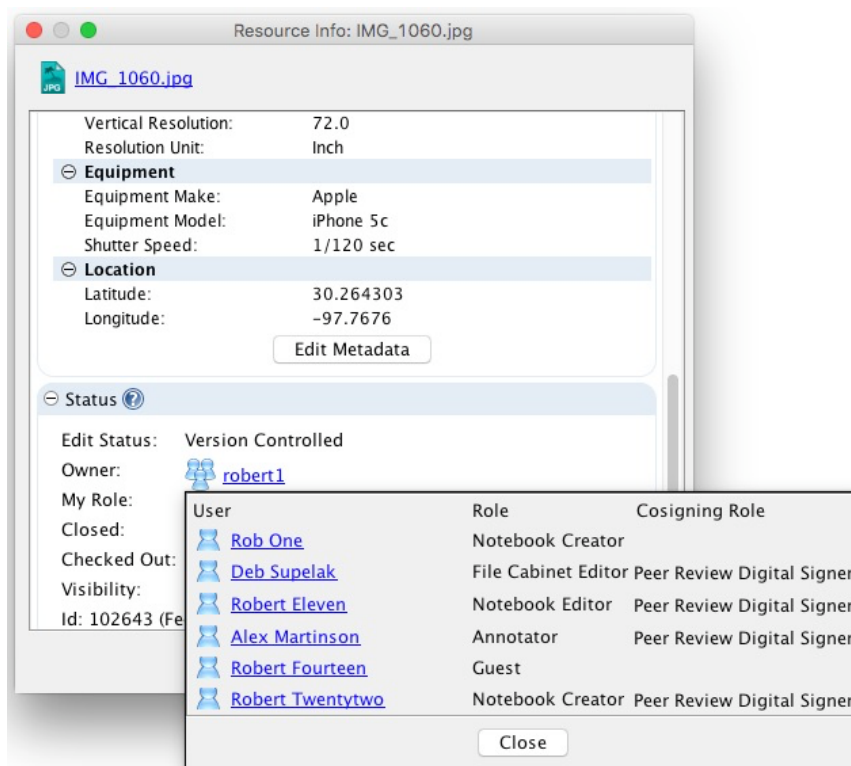 Resource Info: IMG_1060.jpg
JPG IMG_1060.jpg
Vertical Resolution: 72.0
Resolution Unit: Inch
Equipment
Equipment Make: Apple
Equipment Model: iPhone 5c
Shutter Speed: 1/120 sec
Location
Latitude: 30.264303
Longitude: -97.7676
Edit Metadata
Status ?
Edit Status: Version Controlled
Owner: robert1
My Role:
Closed:
Checked Out:
Visibility:
Id: 102643 (Fe
User Role Cosigning Role
Rob One Notebook Creator
Deb Supelak File Cabinet Editor Peer Review Digital Signer
Robert Eleven Notebook Editor Peer Review Digital Signer
Alex Martinson Annotator Peer Review Digital Signer
Robert Fourteen Guest
Robert Twentytwo Notebook Creator Peer Review Digital Signer
Close